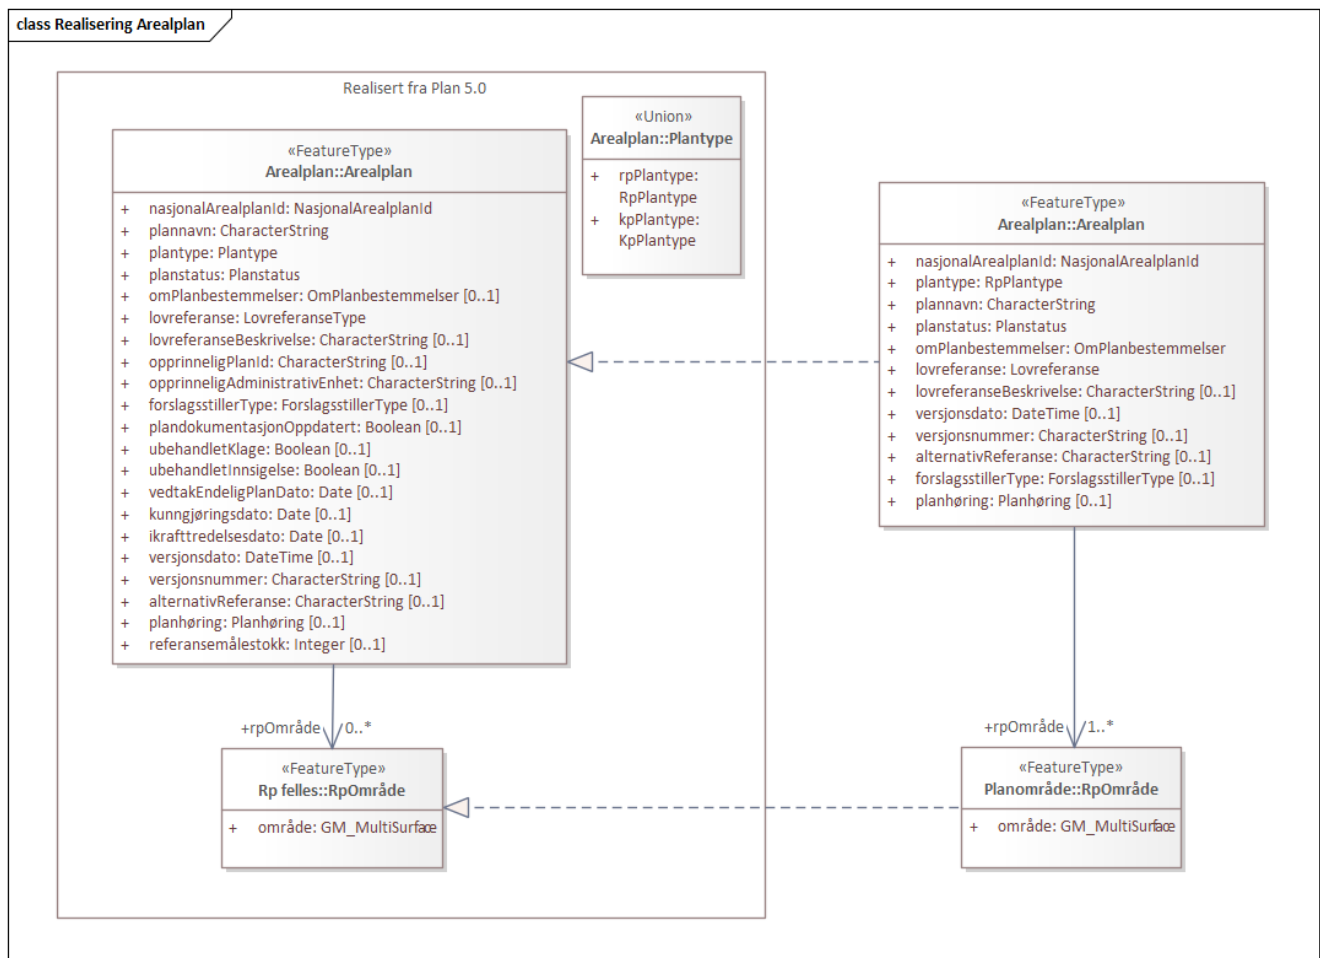 class Realisering Arealplan
Realisert fra Plan 5.0
«FeatureType»
Arealplan::Arealplan
+ nasjonalArealplanId: NasjonalArealplanId
+ plannavn: CharacterString
+ plantype: Plantype
+ planstatus: Planstatus
+ omPlanbestemmelser: OmPlanbestemmelser [0..1]
+ lovreferanse: LovreferanseType
+ lovreferanseBeskrivelse: CharacterString [0..1]
+ opprinneligPlanId: CharacterString [0..1]
+ opprinneligAdministrativEnhet: CharacterString [0..1]
+ forslagsstillerType: ForslagsstillerType [0..1]
+ plandokumentasjonOppdatert: Boolean [0..1]
+ ubehandletKlage: Boolean [0..1]
+ ubehandletInnsigelse: Boolean [0..1]
+ vedtakEndeligPlanDato: Date [0..1]
+ kunngjøringsdato: Date [0..1]
+ ikrafttredelsesdato: Date [0..1]
+ versjonsdato: DateTime [0..1]
+ versjonsnummer: CharacterString [0..1]
+ alternativReferanse: CharacterString [0..1]
+ planhøring: Planhøring [0..1]
+ referansemålestokk: Integer [0..1]
«Union»
Arealplan::Plantype
+ rpPlantype:
RpPlantype
+ kpPlantype:
KpPlantype
«FeatureType»
Arealplan::Arealplan
+ nasjonalArealplanId: NasjonalArealplanId
+ plantype: RpPlantype
+ plannavn: CharacterString
+ planstatus: Planstatus
+ omPlanbestemmelser: OmPlanbestemmelser
+ lovreferanse: Lovreferanse
+ lovreferanseBeskrivelse: CharacterString [0..1]
+ versjonsdato: DateTime [0..1]
+ versjonsnummer: CharacterString [0..1]
+ alternativReferanse: CharacterString [0..1]
+ forslagsstillerType: ForslagsstillerType [0..1]
+ planhøring: Planhøring [0..1]
+rpOmråde 0..*
«FeatureType»
Rp felles::RpOmråde
+ område: GM_MultiSurface
+rpOmråde 1..*
«FeatureType»
Planområde::RpOmråde
+ område: GM_MultiSurface